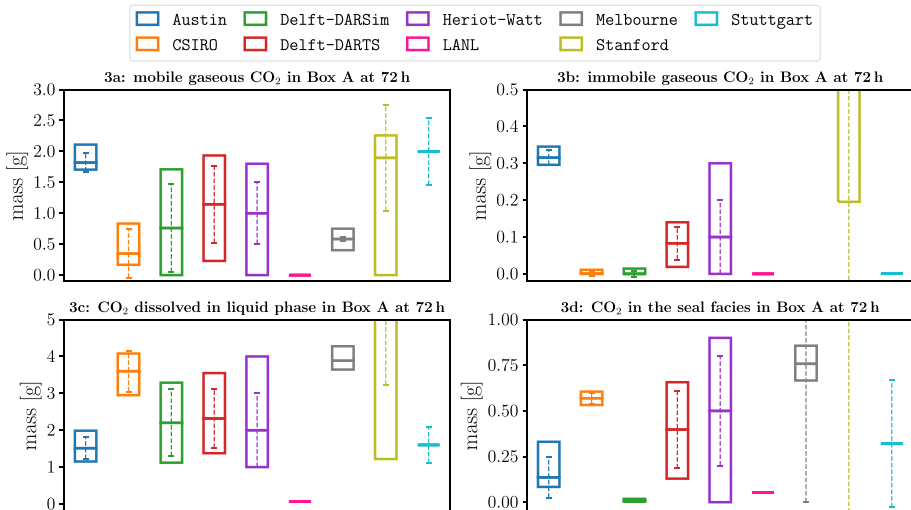 Austin Delft-DARSim Heriot-Watt Melbourne Stuttgart
CSIRO Delft-DARTS LANL Stanford
3a: mobile gaseous CO₂ in Box A at 72 h
3.0
2.5
2.0
1.5
1.0
0.5
0.0
mass [g]
3b: immobile gaseous CO₂ in Box A at 72 h
0.5
0.3
0.2
0.1
0.0
mass [g]
3c: CO₂ dissolved in liquid phase in Box A at 72 h
5
4
3
2
1
0
mass [g]
3d: CO₂ in the seal facies in Box A at 72 h
1.00
0.75
0.50
0.25
0.00
mass [g]